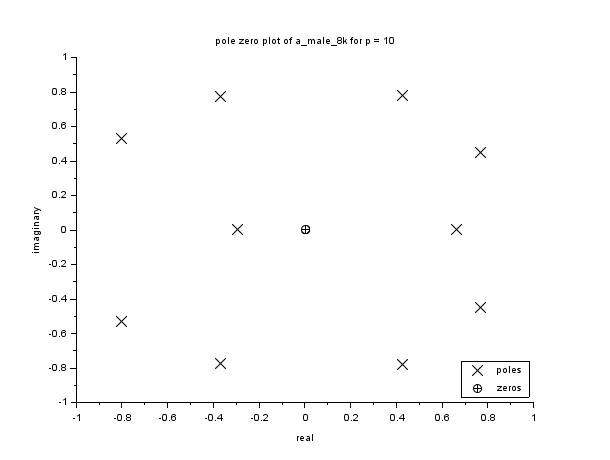 pole zero plot of a_male_8k for p = 10
1
0.8
0.6
0.4
0.2
0
-0.2
-0.4
-0.6
-0.8
-1
imaginary
-1 -0.8 -0.6 -0.4 -0.2 0 0.2 0.4 0.6 0.8 1
real
poles
zeros